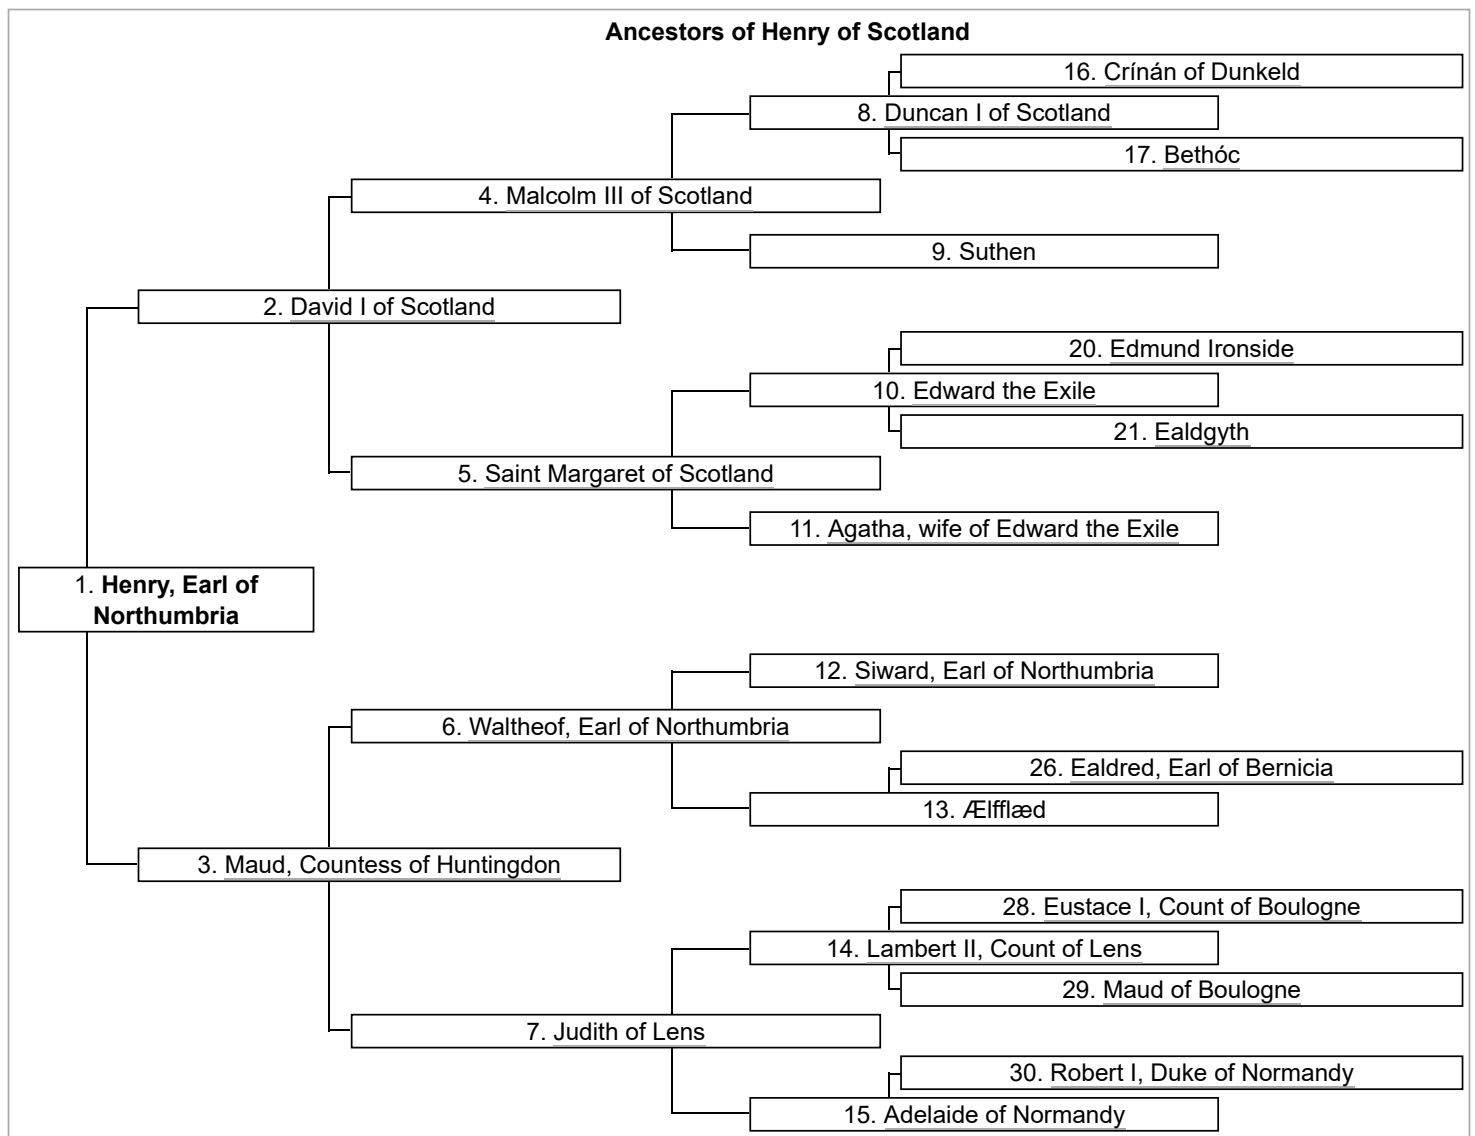 Ancestors of Henry of Scotland
16. Crínán of Dunkeld
8. Duncan I of Scotland
17. Bethóc
4. Malcolm III of Scotland
9. Suthen
2. David I of Scotland
20. Edmund Ironside
10. Edward the Exile
21. Ealdgyth
5. Saint Margaret of Scotland
11. Agatha, wife of Edward the Exile
1. Henry, Earl of
Northumbria
12. Siward, Earl of Northumbria
6. Waltheof, Earl of Northumbria
26. Ealdred, Earl of Bernicia
13. Ælfflæd
3. Maud, Countess of Huntingdon
28. Eustace I, Count of Boulogne
14. Lambert II, Count of Lens
29. Maud of Boulogne
7. Judith of Lens
30. Robert I, Duke of Normandy
15. Adelaide of Normandy